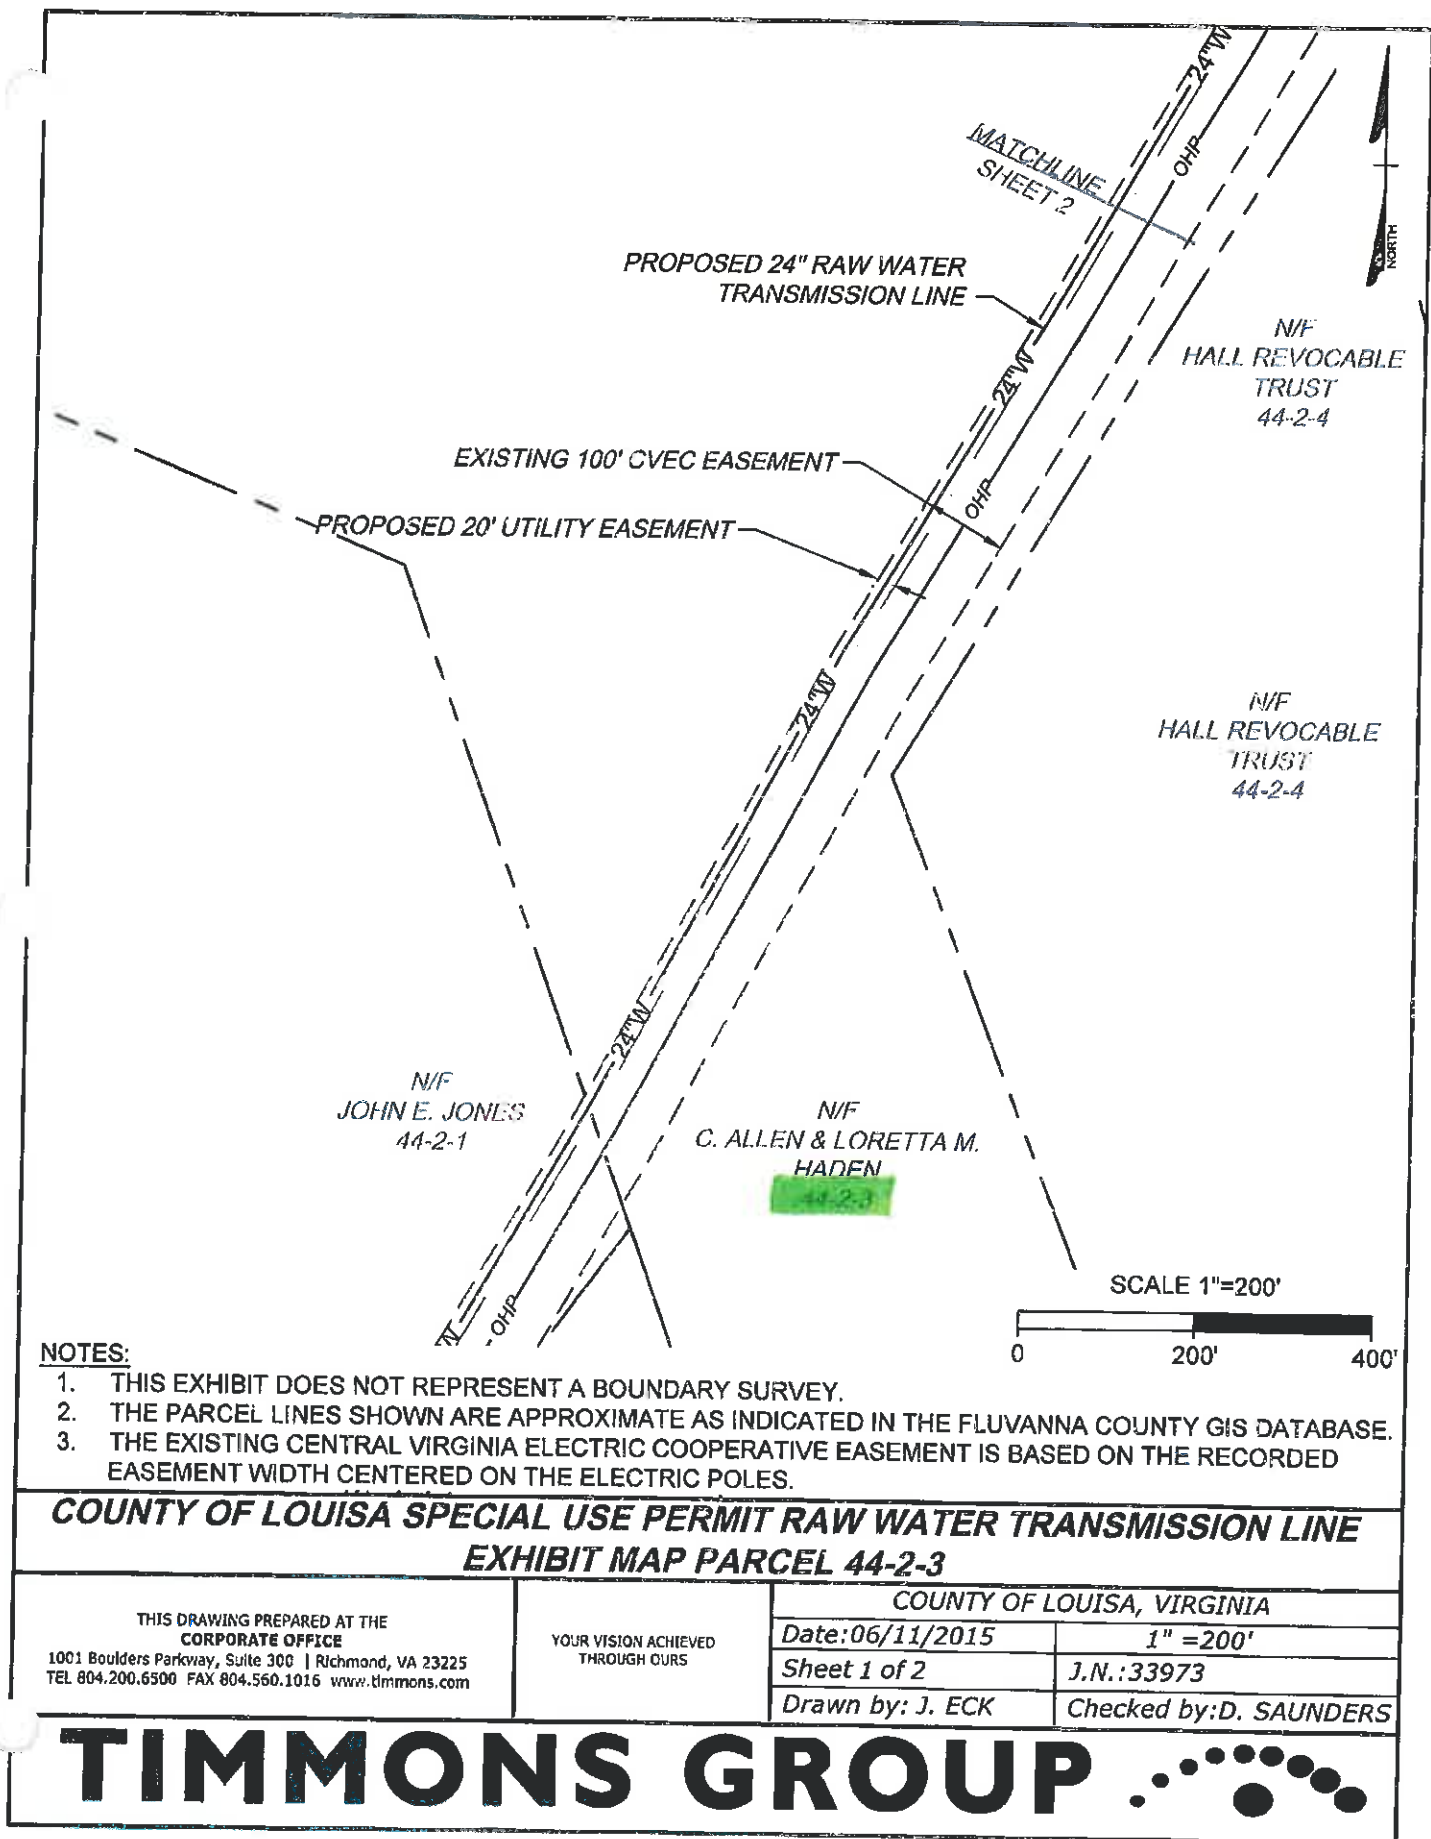 24"W
OHP
MATCHLINE
SHEET 2
NORTH
PROPOSED 24" RAW WATER
TRANSMISSION LINE
N/F
HALL REVOCABLE
TRUST
44-2-4
24"W
EXISTING 100' CVEC EASEMENT
OHP
PROPOSED 20' UTILITY EASEMENT
24"W
N/F
HALL REVOCABLE
TRUST
44-2-4
24"W
N/F
JOHN E. JONES
44-2-1
N/F
C. ALLEN & LORETTA M.
HADEN
44-2-3
SCALE 1"=200'
0 200' 400'
W
OHP
NOTES:
1. THIS EXHIBIT DOES NOT REPRESENT A BOUNDARY SURVEY.
2. THE PARCEL LINES SHOWN ARE APPROXIMATE AS INDICATED IN THE FLUVANNA COUNTY GIS DATABASE.
3. THE EXISTING CENTRAL VIRGINIA ELECTRIC COOPERATIVE EASEMENT IS BASED ON THE RECORDED
EASEMENT WIDTH CENTERED ON THE ELECTRIC POLES.
COUNTY OF LOUISA SPECIAL USE PERMIT RAW WATER TRANSMISSION LINE
EXHIBIT MAP PARCEL 44-2-3
THIS DRAWING PREPARED AT THE
CORPORATE OFFICE
1001 Boulders Parkway, Suite 300 | Richmond, VA 23225
TEL 804.200.6500 FAX 804.560.1016 www.timmons.com
YOUR VISION ACHIEVED
THROUGH OURS
COUNTY OF LOUISA, VIRGINIA
Date:06/11/2015 1" =200'
Sheet 1 of 2 J.N.:33973
Drawn by: J. ECK Checked by:D. SAUNDERS
TIMMONS GROUP